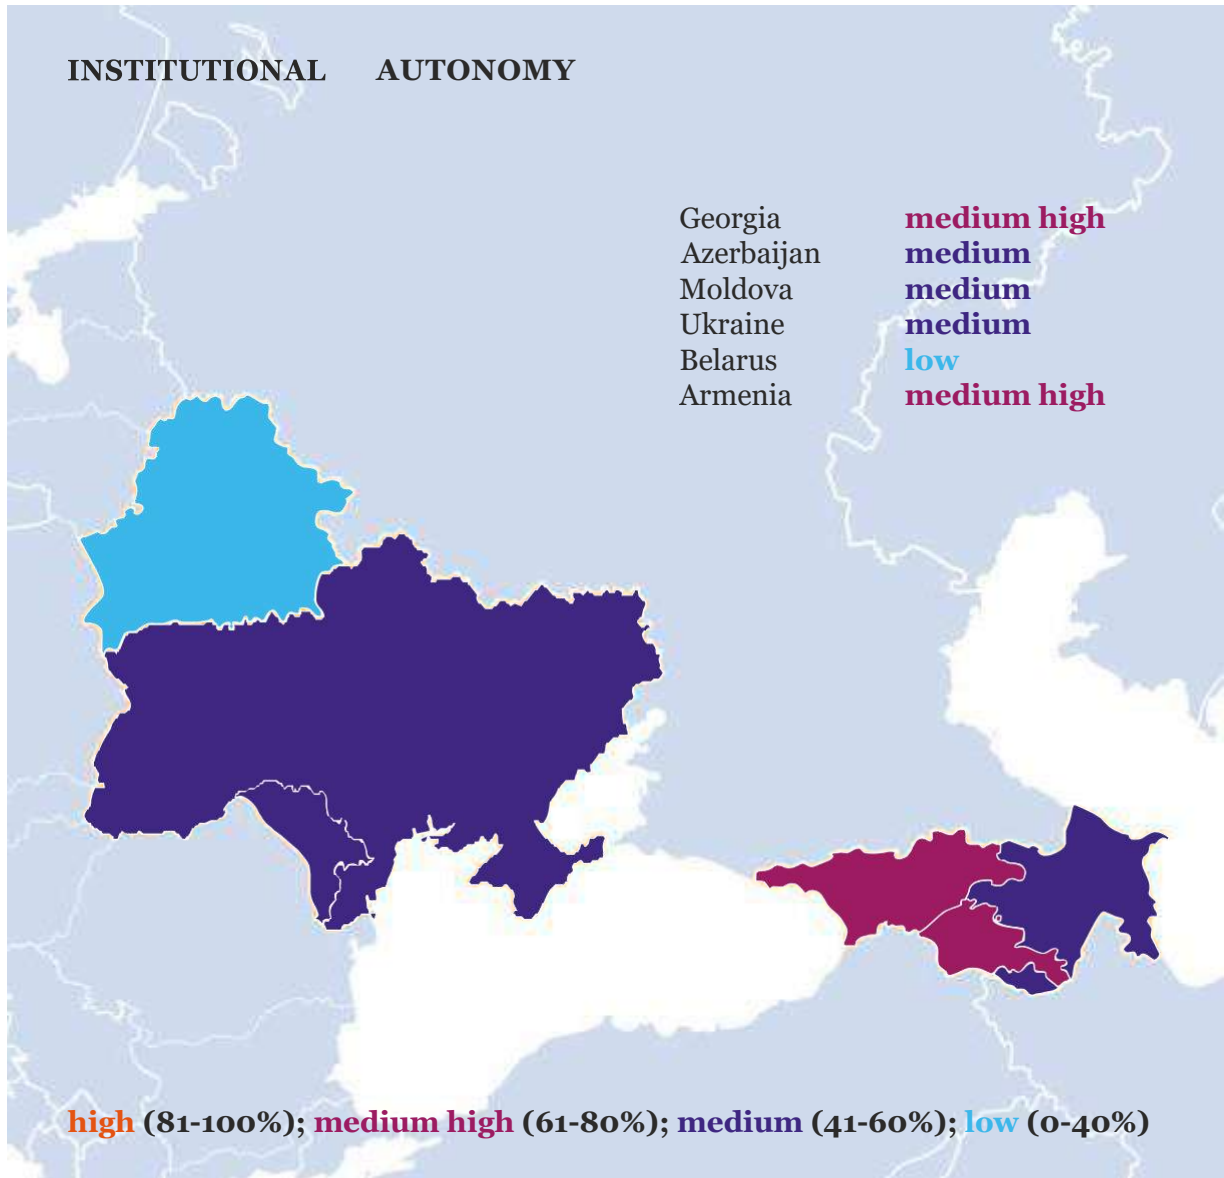 INSTITUTIONAL AUTONOMY
Georgia medium high
Azerbaijan medium
Moldova medium
Ukraine medium
Belarus low
Armenia medium high
high (81-100%); medium high (61-80%); medium (41-60%); low (0-40%)